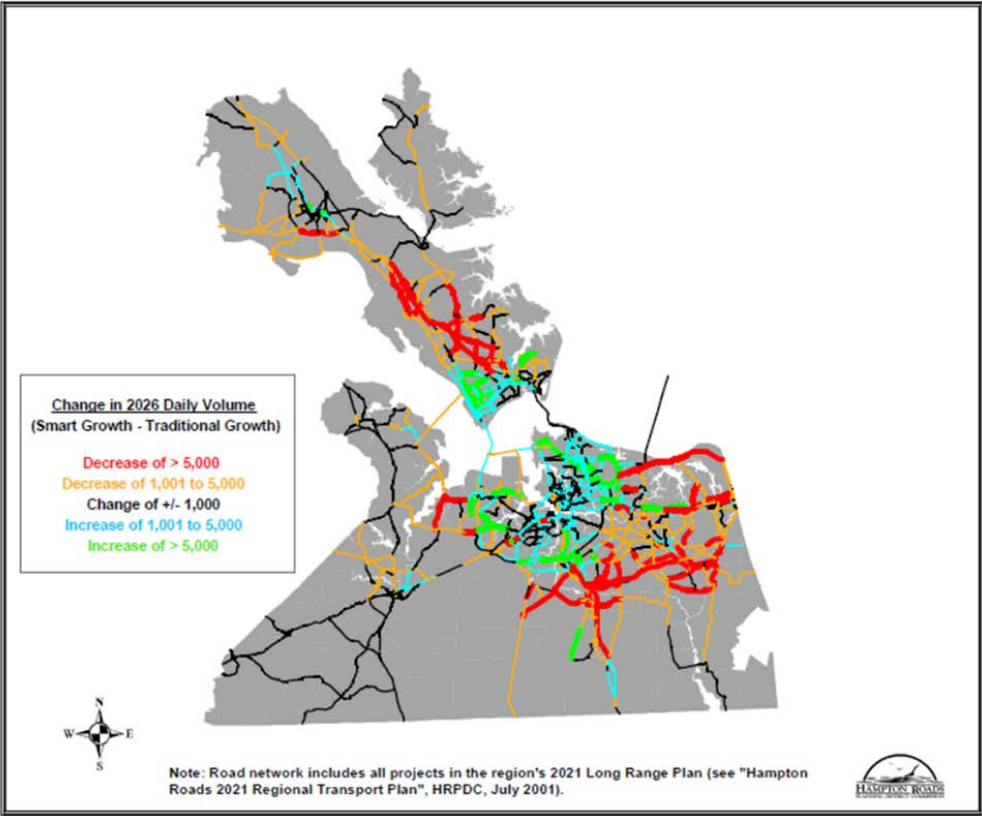 Change in 2026 Daily Volume
(Smart Growth - Traditional Growth)
Decrease of > 5,000
Decrease of 1,001 to 5,000
Change of +/- 1,000
Increase of 1,001 to 5,000
Increase of > 5,000
N
W
E
S
Note: Road network includes all projects in the region's 2021 Long Range Plan (see "Hampton
Roads 2021 Regional Transport Plan", HRPDC, July 2001).
HAMPTON ROADS
PLANNING DISTRICT COMMISSION